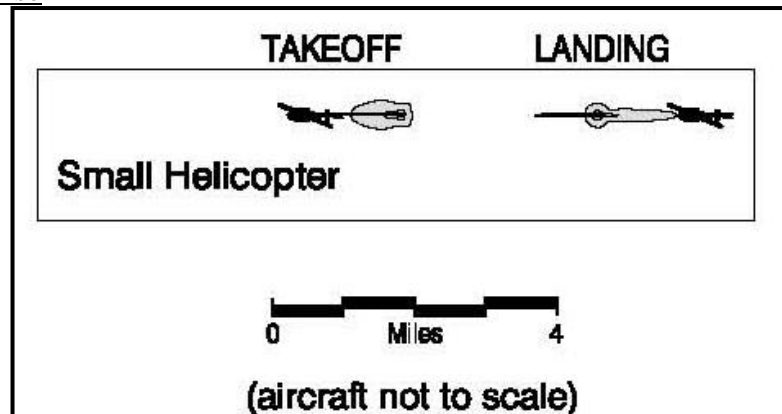 TAKEOFF LANDING
Small Helicopter
0 Miles 4
(aircraft not to scale)